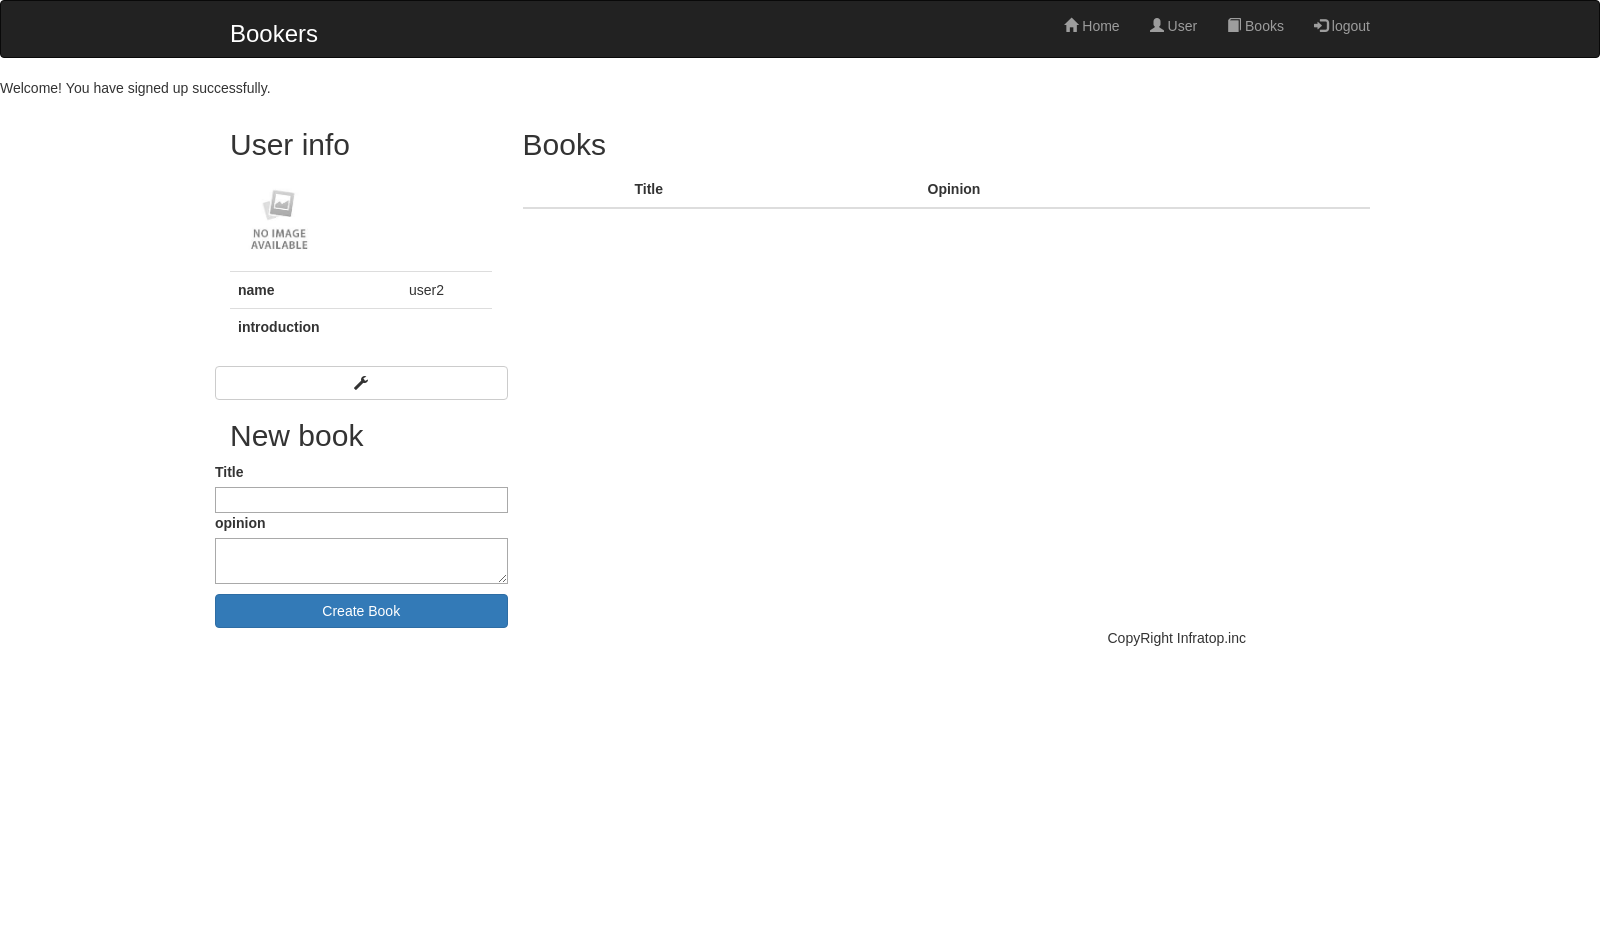 Bookers
Home User Books logout
Welcome! You have signed up successfully.
User info
NO IMAGE
AVAILABLE
name user2
introduction
New book
Title
opinion
Create Book
Books
Title Opinion
CopyRight Infratop.inc